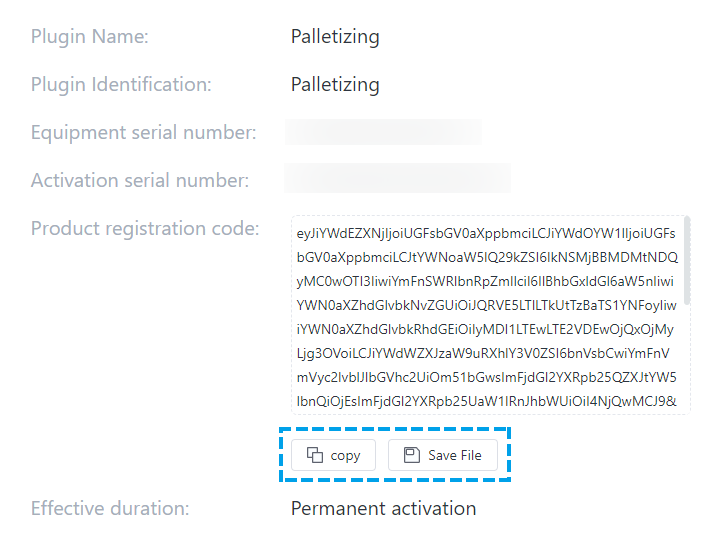 Plugin Name: Palletizing
Plugin Identification: Palletizing
Equipment serial number:
Activation serial number:
Product registration code:
eyJiYWdEZXNjIjoiUGFsbGV0aXppbmciLCJiYWdOYW1lIjoiUGFs
bGV0aXppbmciLCJtYWNoaW5lQ29kZSI6IkNSMjBBMDMtNDQ
yMC0wOTI3IiwiYmFnSWRlbnRpZmllciI6IlBhbGxldGl6aW5nIiwi
YWN0aXZhdGlvbkNvZGUiOiJQRVE5LTlLTkUtTzBaTS1YNFoyIiw
iYWN0aXZhdGlvbkRhdGEiOiIyMDI1LTEwLTE2VDEwOjQxOjMy
Ljg3OVoiLCJiYWdWZXJzaW9uRXhlY3V0ZSI6bnVsbCwiYmFnV
mVyc2lvblJlbGVhc2UiOm51bGwsImFjdGl2YXRpb25QZXJtYW5
lbnQiOjEsImFjdGl2YXRpb25UaW1lRnJhbWUiOiI4NjQwMCJ9&
copy Save File
Effective duration: Permanent activation